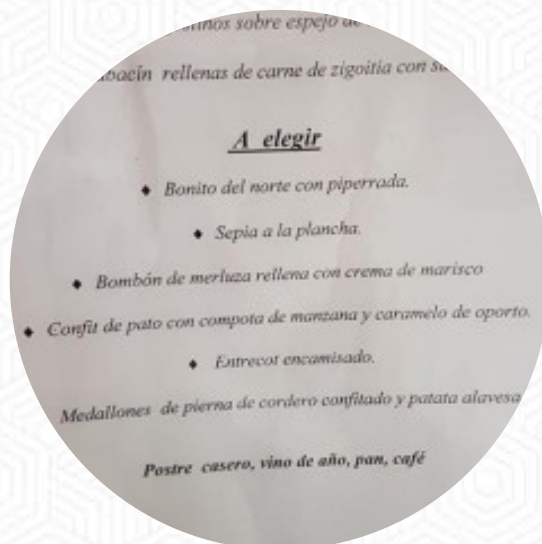 sobre espejo
rellenas de carne de zigoitia con
A elegir
♦ Bonito del norte con piperrada.
♦ Sepia a la plancha.
♦ Bombón de merluza rellena con crema de marisco
♦ Confit de pato con compota de manzana y caramelo de oporto.
♦ Entrecot encamisado.
Medallones de pierna de cordero confitado y patata alavesa
Postre casero, vino de año, pan, café